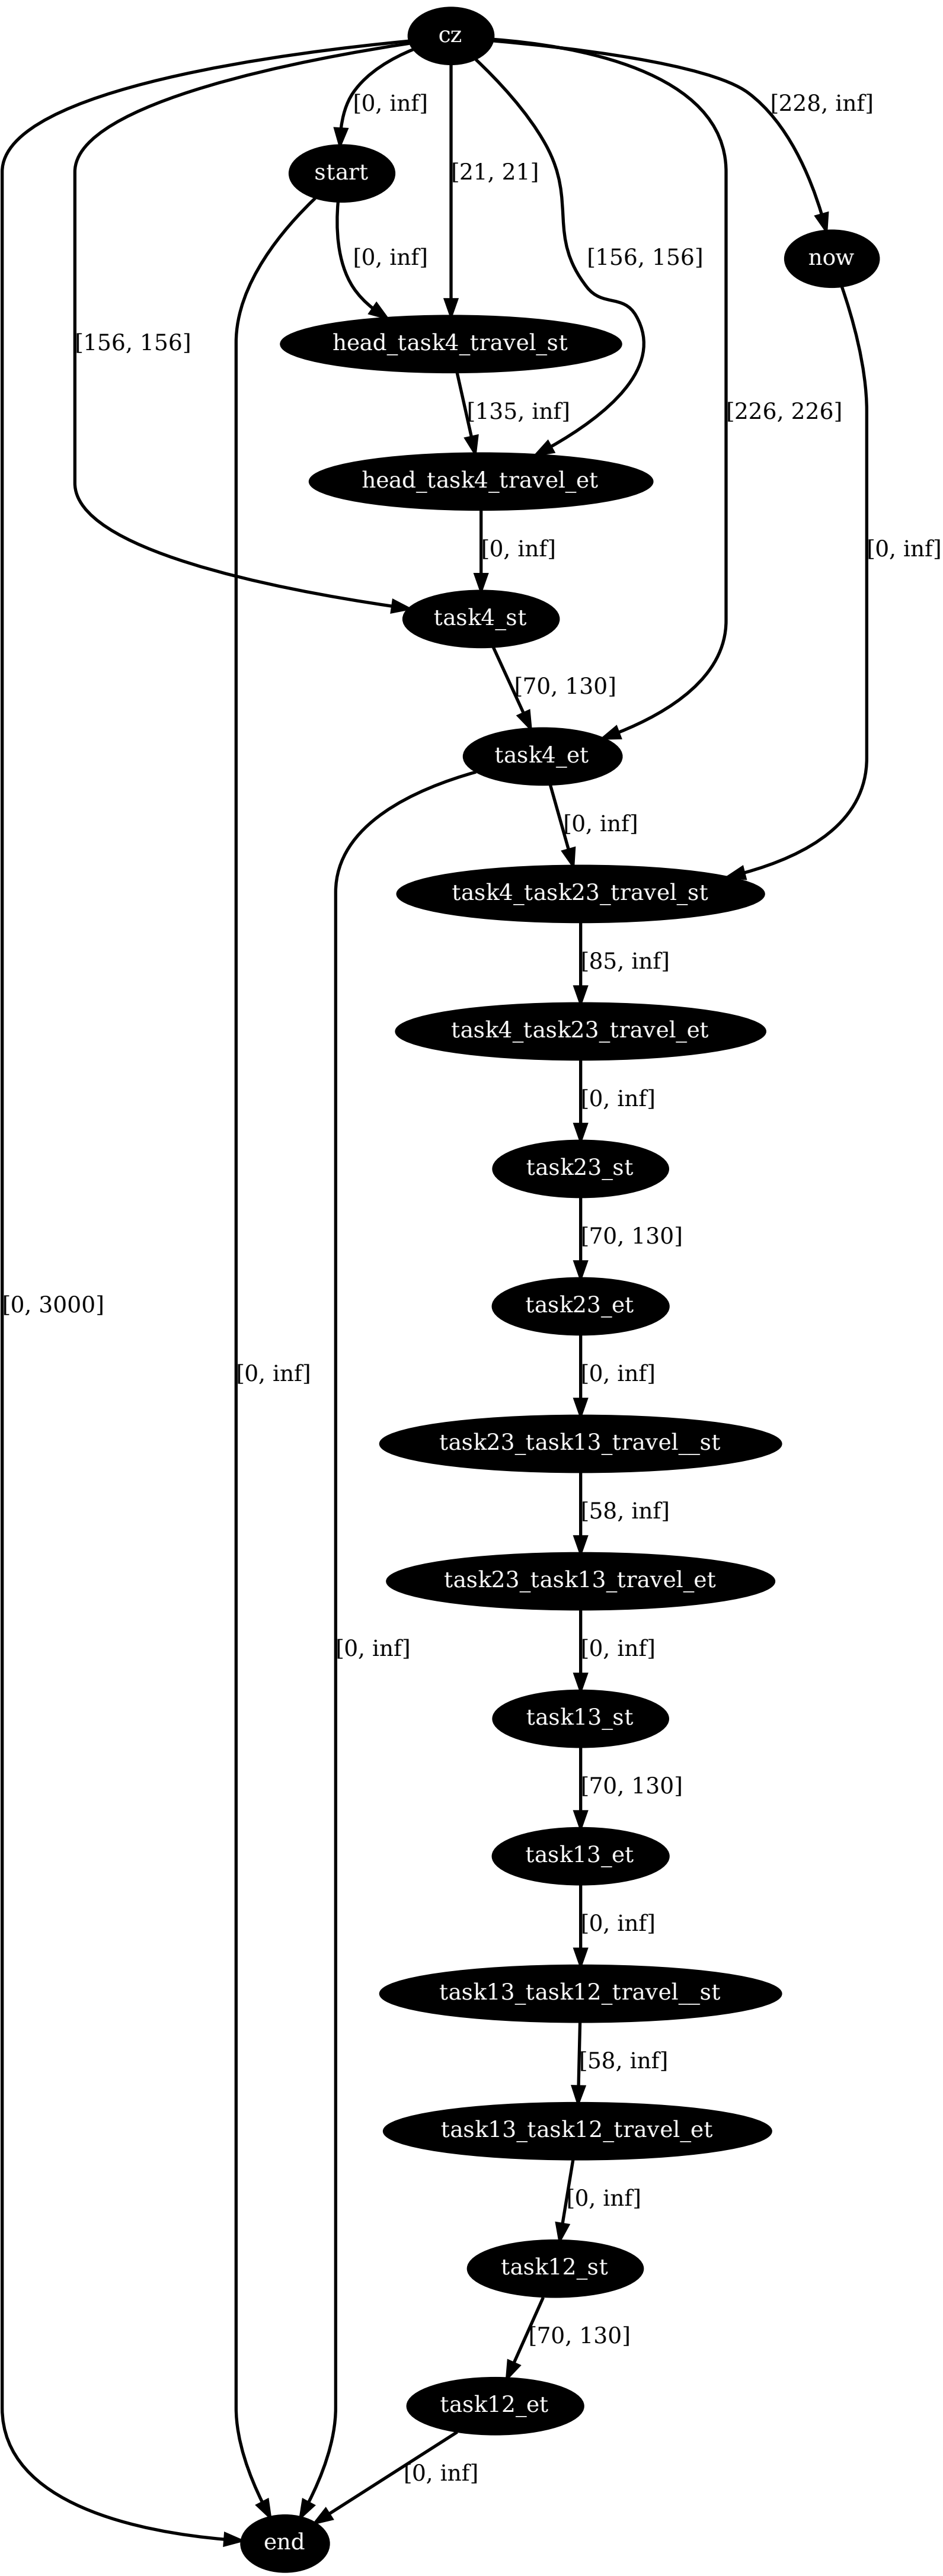 cz
[0, inf]
[228, inf]
start
[21, 21]
now
[0, inf]
[156, 156]
head_task4_travel_st
[156, 156]
[135, inf]
[226, 226]
head_task4_travel_et
[0, inf]
[0, inf]
task4_st
[70, 130]
task4_et
[0, inf]
task4_task23_travel_st
[85, inf]
task4_task23_travel_et
[0, inf]
task23_st
[70, 130]
task23_et
[0, 3000]
[0, inf]
[0, inf]
task23_task13_travel__st
[58, inf]
task23_task13_travel_et
[0, inf]
[0, inf]
task13_st
[70, 130]
task13_et
[0, inf]
task13_task12_travel__st
[58, inf]
task13_task12_travel_et
[0, inf]
task12_st
[70, 130]
task12_et
[0, inf]
end